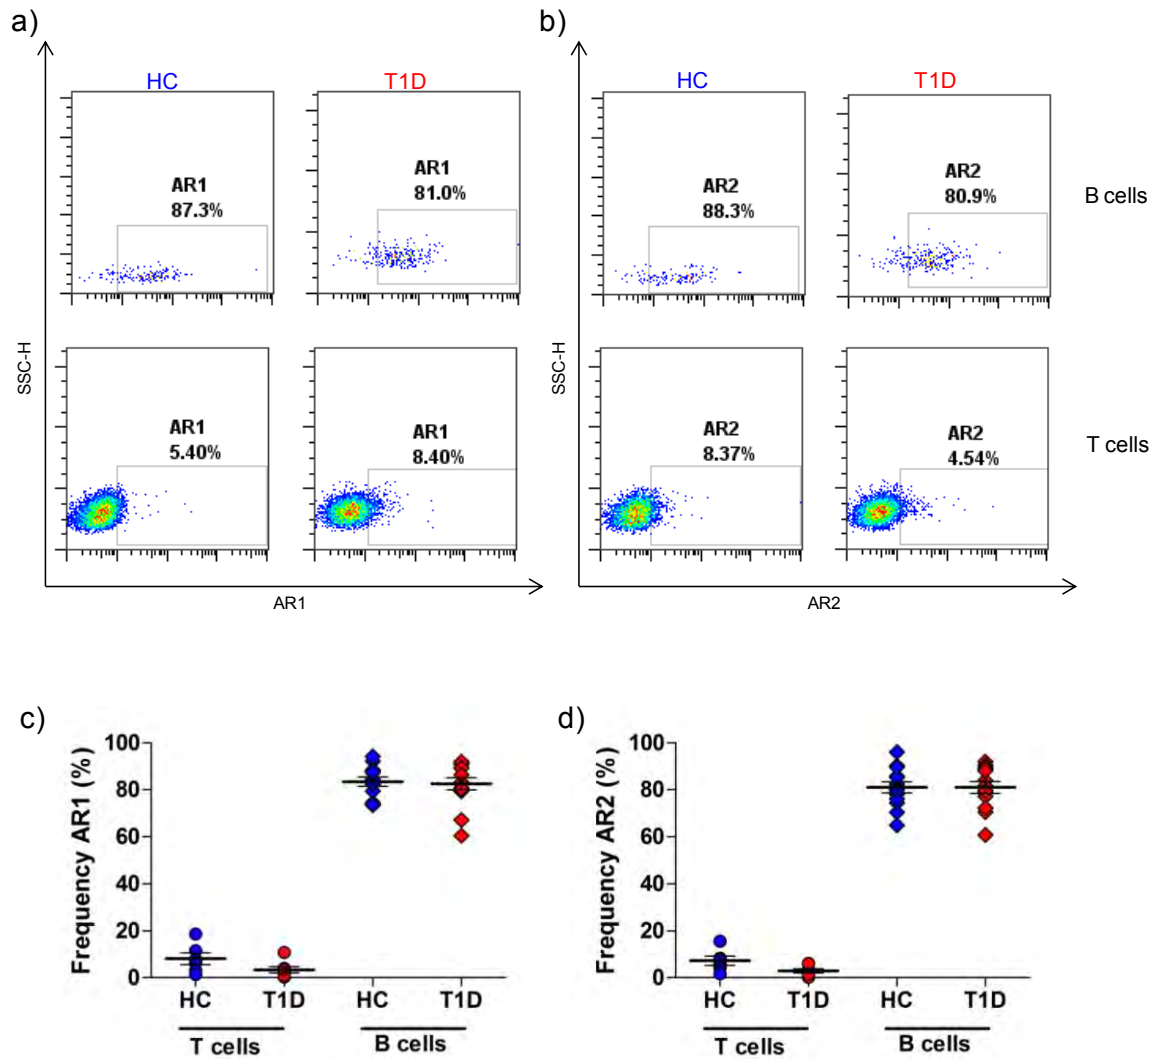 a)
b)
HC
T1D
HC
T1D
AR1
87.3%
AR1
81.0%
AR2
88.3%
AR2
80.9%
B cells
SSC-H
SSC-H
AR1
5.40%
AR1
8.40%
AR2
8.37%
AR2
4.54%
T cells
AR1
AR2
c)
d)
Frequency AR1 (%)
100
80
60
40
20
0
HC
T1D
HC
T1D
T cells
B cells
Frequency AR2 (%)
100
80
60
40
20
0
HC
T1D
HC
T1D
T cells
B cells